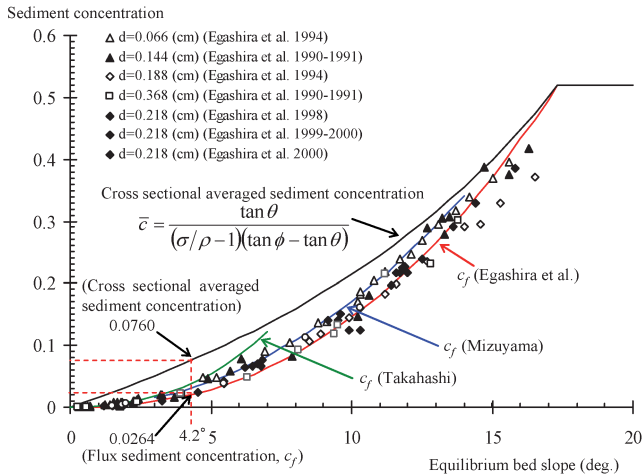 Sediment concentration
d=0.066 (cm) (Egashira et al. 1994)
d=0.144 (cm) (Egashira et al. 1990-1991)
d=0.188 (cm) (Egashira et al. 1994)
d=0.368 (cm) (Egashira et al. 1990-1991)
d=0.218 (cm) (Egashira et al. 1998)
d=0.218 (cm) (Egashira et al. 1999-2000)
d=0.218 (cm) (Egashira et al. 2000)
0.6
0.5
0.4
0.3
0.2
0.1
0
Cross sectional averaged sediment concentration
c̅ = tan θ / (σ/ρ −1)(tan ϕ − tan θ)
(Cross sectional averaged
sediment concentration)
0.0760
c_f (Egashira et al.)
c_f (Mizuyama)
c_f (Takahashi)
0 5 10 15 20
0.0264
4.2°
(Flux sediment concentration, c_f)
Equilibrium bed slope (deg.)